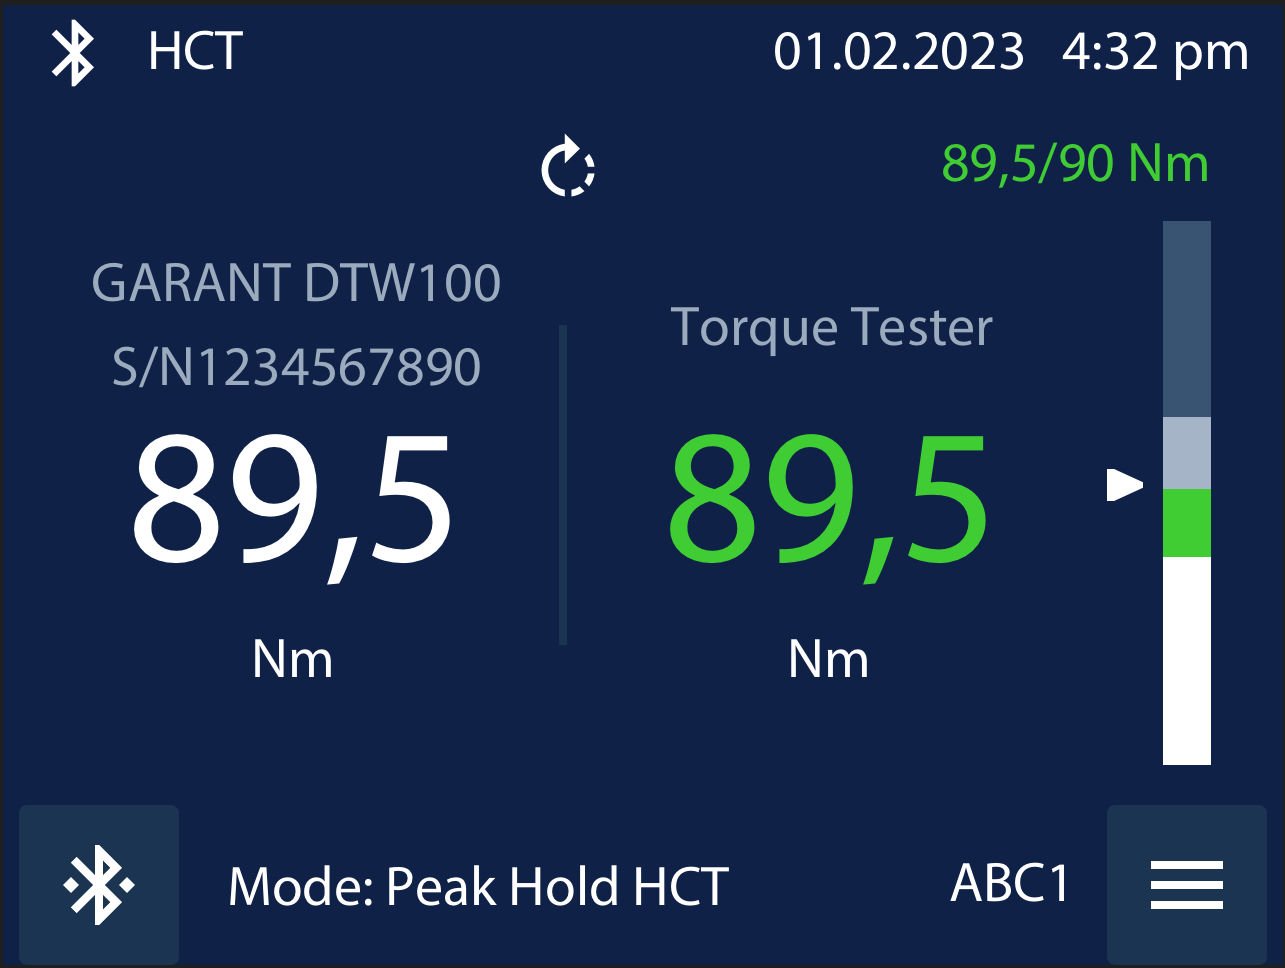 HCT 01.02.2023 4:32 pm
89,5/90 Nm
GARANT DTW100
S/N1234567890
89,5
Nm
Torque Tester
89,5
Nm
Mode: Peak Hold HCT ABC1